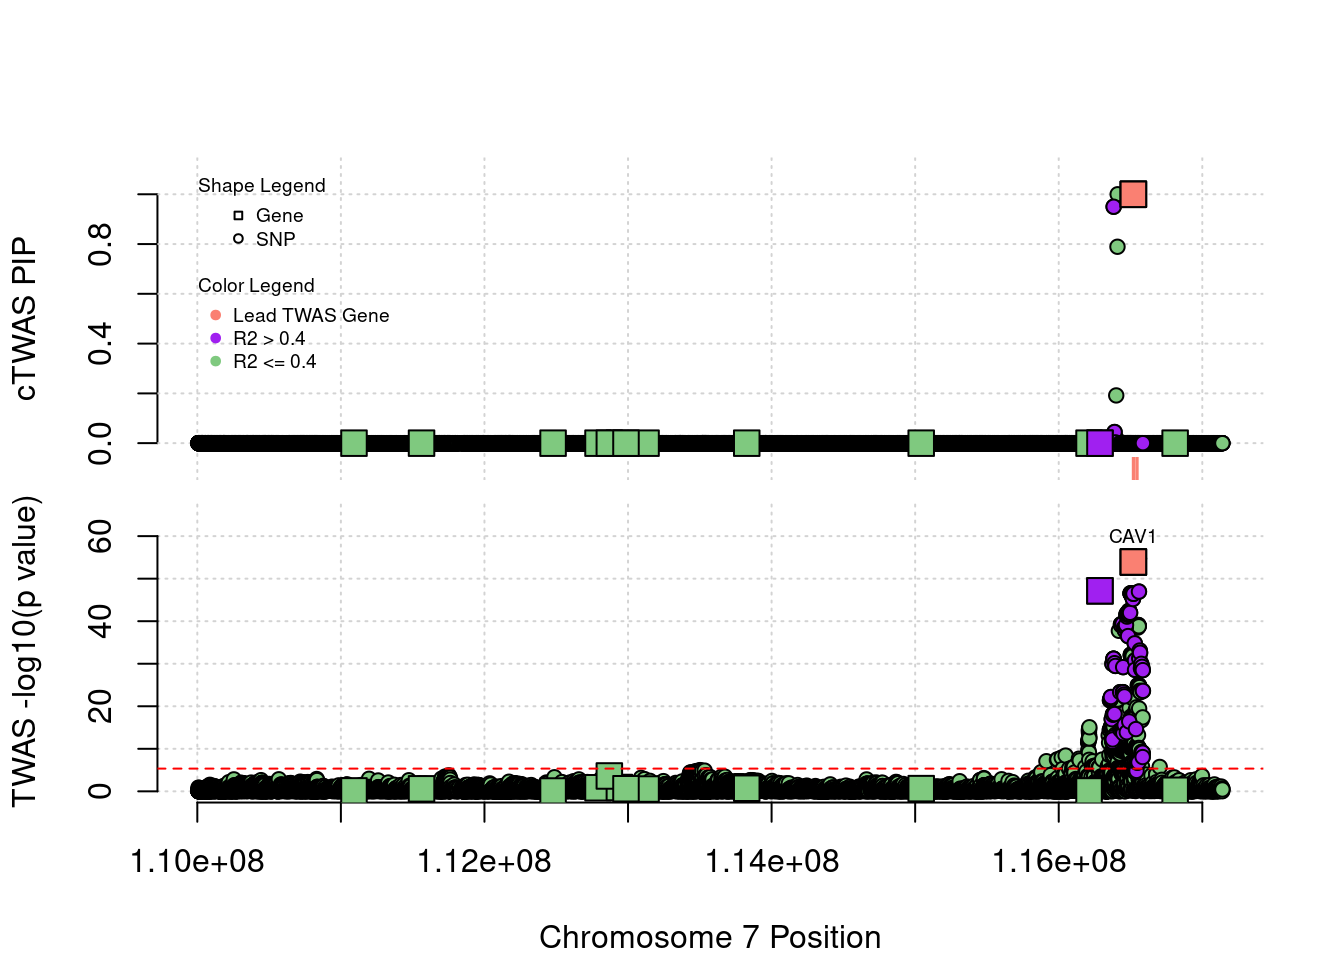 Shape Legend
Gene
SNP
Color Legend
Lead TWAS Gene
R2 > 0.4
R2 <= 0.4
cTWAS PIP
0.8
0.4
0.0
CAV1
TWAS -log10(p value)
60
40
20
0
1.10e+08 1.12e+08 1.14e+08 1.16e+08
Chromosome 7 Position